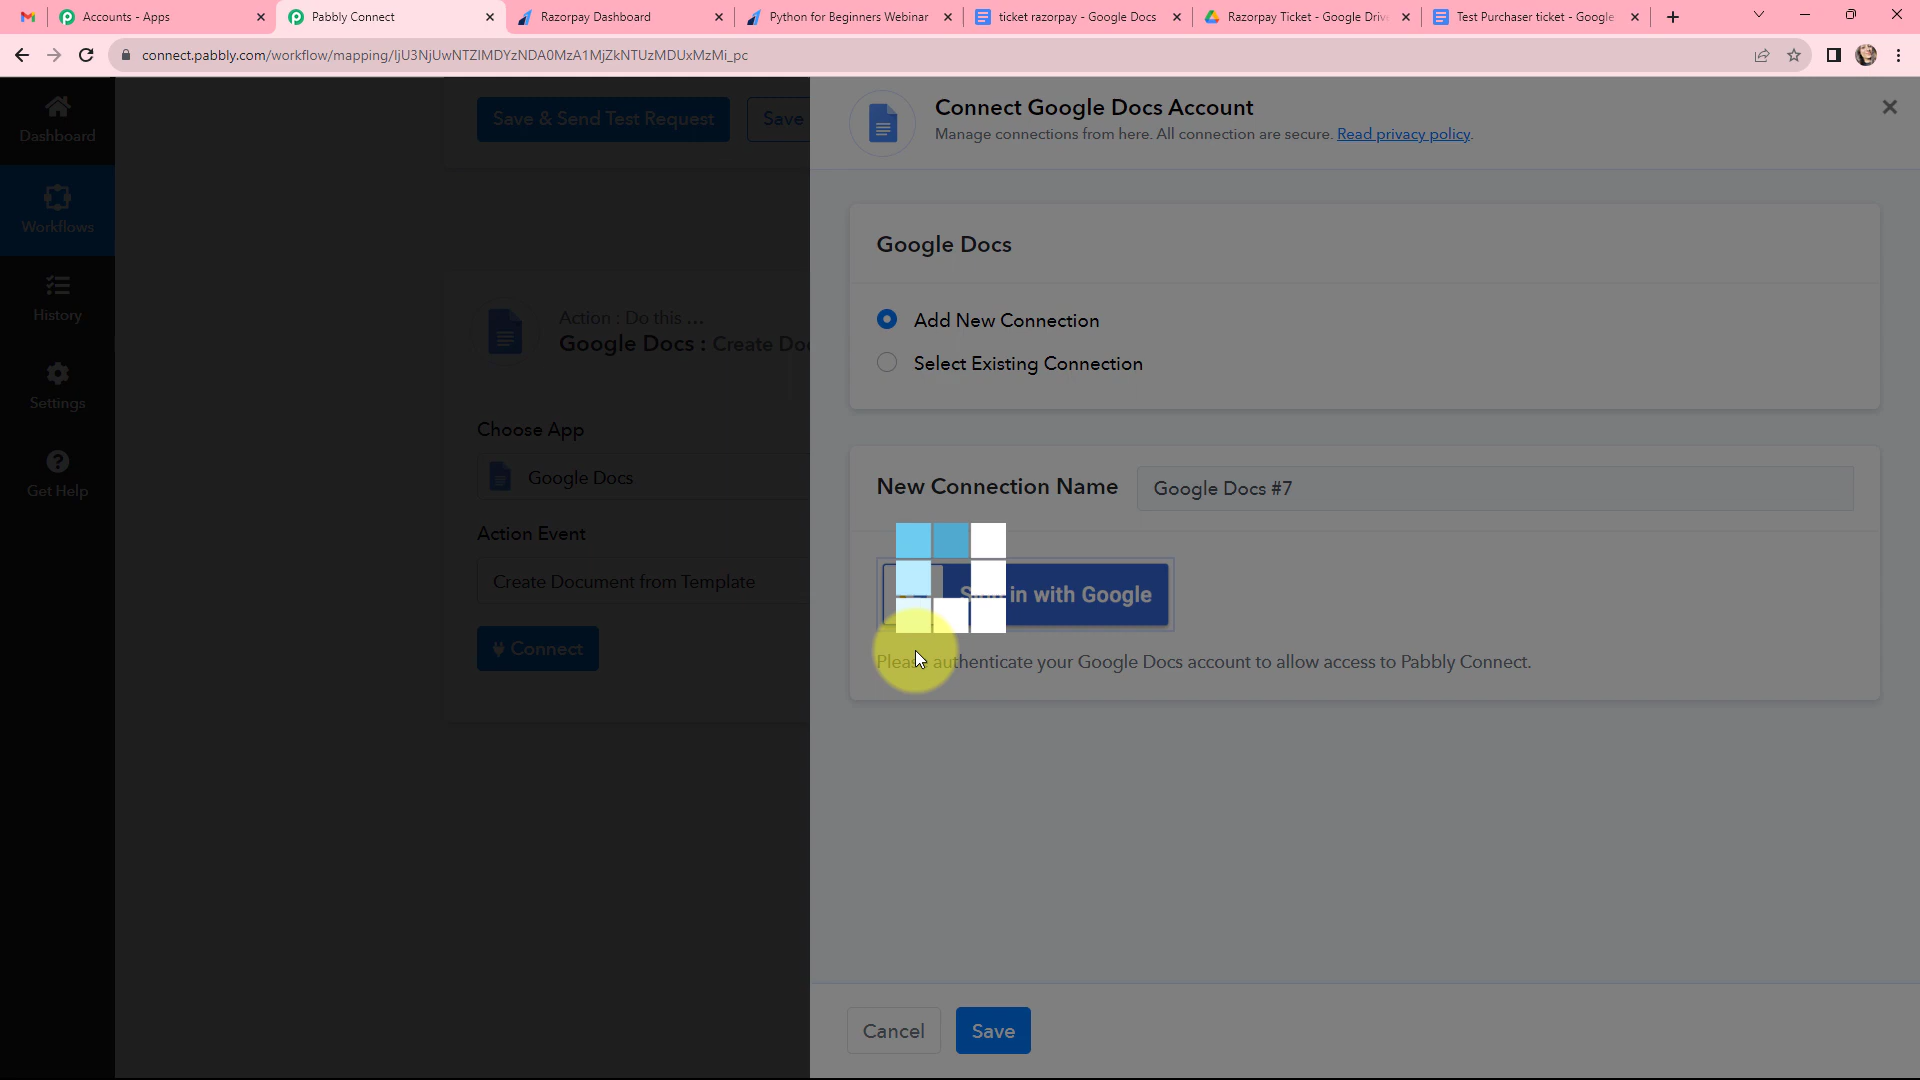 Accounts - Apps
Pabbly Connect
Razorpay Dashboard
Python for Beginners Webinar
ticket razorpay - Google Docs
Razorpay Ticket - Google Driv
Test Purchaser ticket - Google
connect.pabbly.com/workflow/mapping/IjU3NjUwNTZlMDYzNDA0MzA1MjZkNTUzMDUxMzMi_pc
Dashboard
Workflows
History
Settings
Get Help
Save & Send Test Request
Save
Action : Do this ...
Google Docs : Create Doc
Choose App
Google Docs
Action Event
Create Document from Template
Connect
Connect Google Docs Account
Manage connections from here. All connection are secure. Read privacy policy.
Google Docs
Add New Connection
Select Existing Connection
New Connection Name
Google Docs #7
in with Google
Please authenticate your Google Docs account to allow access to Pabbly Connect.
Cancel
Save